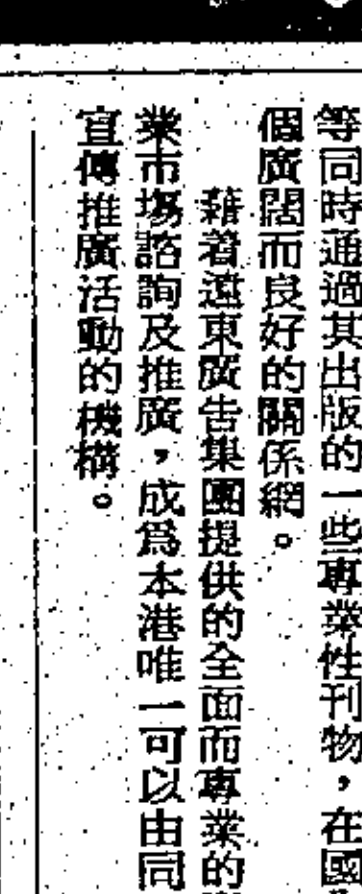 等同時通過其出版的一些專業性刊物，在國
個廣闊而良好的關係網。
藉着遠東廣告集團提供的全面而專業的
業市場諮詢及推廣，成爲本港唯一可以由同
宣傳推廣活動的機構。